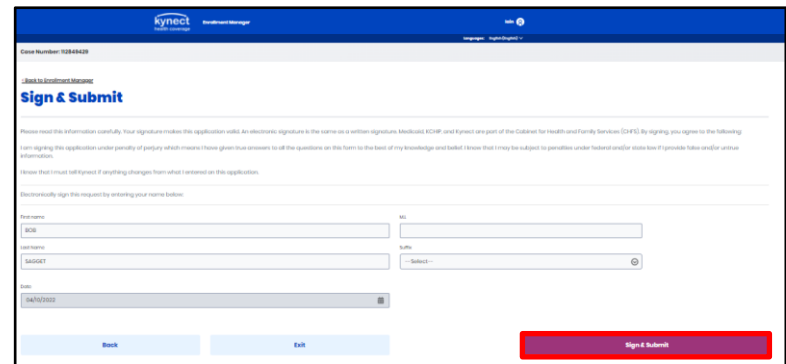 kynect
health coverage
Enrollment Manager
Languages: English (English)
Case Number: 112848428
‹ Back to Enrollment Manager
Sign & Submit
Please read this information carefully. Your signature makes this application valid. An electronic signature is the same as a written signature. Medicaid, KCHIP, and Kynect are part of the Cabinet for Health and Family Services (CHFS). By signing, you agree to the following:
I am signing this application under penalty of perjury which means I have given true answers to all the questions on this form to the best of my knowledge and belief. I know that I may be subject to penalties under federal and/or state law if I provide false and/or untrue
information.
I know that I must tell Kynect if anything changes from what I entered on this application.
Electronically sign this request by entering your name below:
First name
M.I.
BOB
Last Name
Suffix
SAGGET
-- Select --
Date
Back
Exit
Sign & Submit